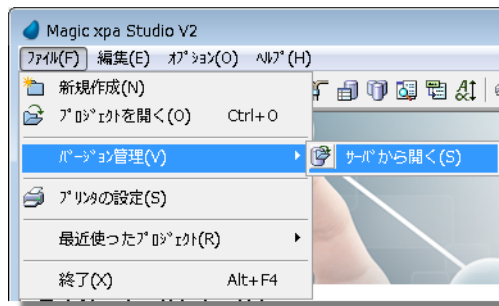 Magic xpa Studio V2
ﾌｧｲﾙ(F) 編集(E) ｵﾌﾟｼｮﾝ(O) ﾍﾙﾌﾟ(H)
新規作成(N)
ﾌﾟﾛｼﾞｪｸﾄを開く(O) Ctrl+O
ﾊﾞｰｼﾞｮﾝ管理(V) ｻｰﾊﾞから開く(S)
ﾌﾟﾘﾝﾀの設定(S)
最近使ったﾌﾟﾛｼﾞｪｸﾄ(R)
終了(X) Alt+F4